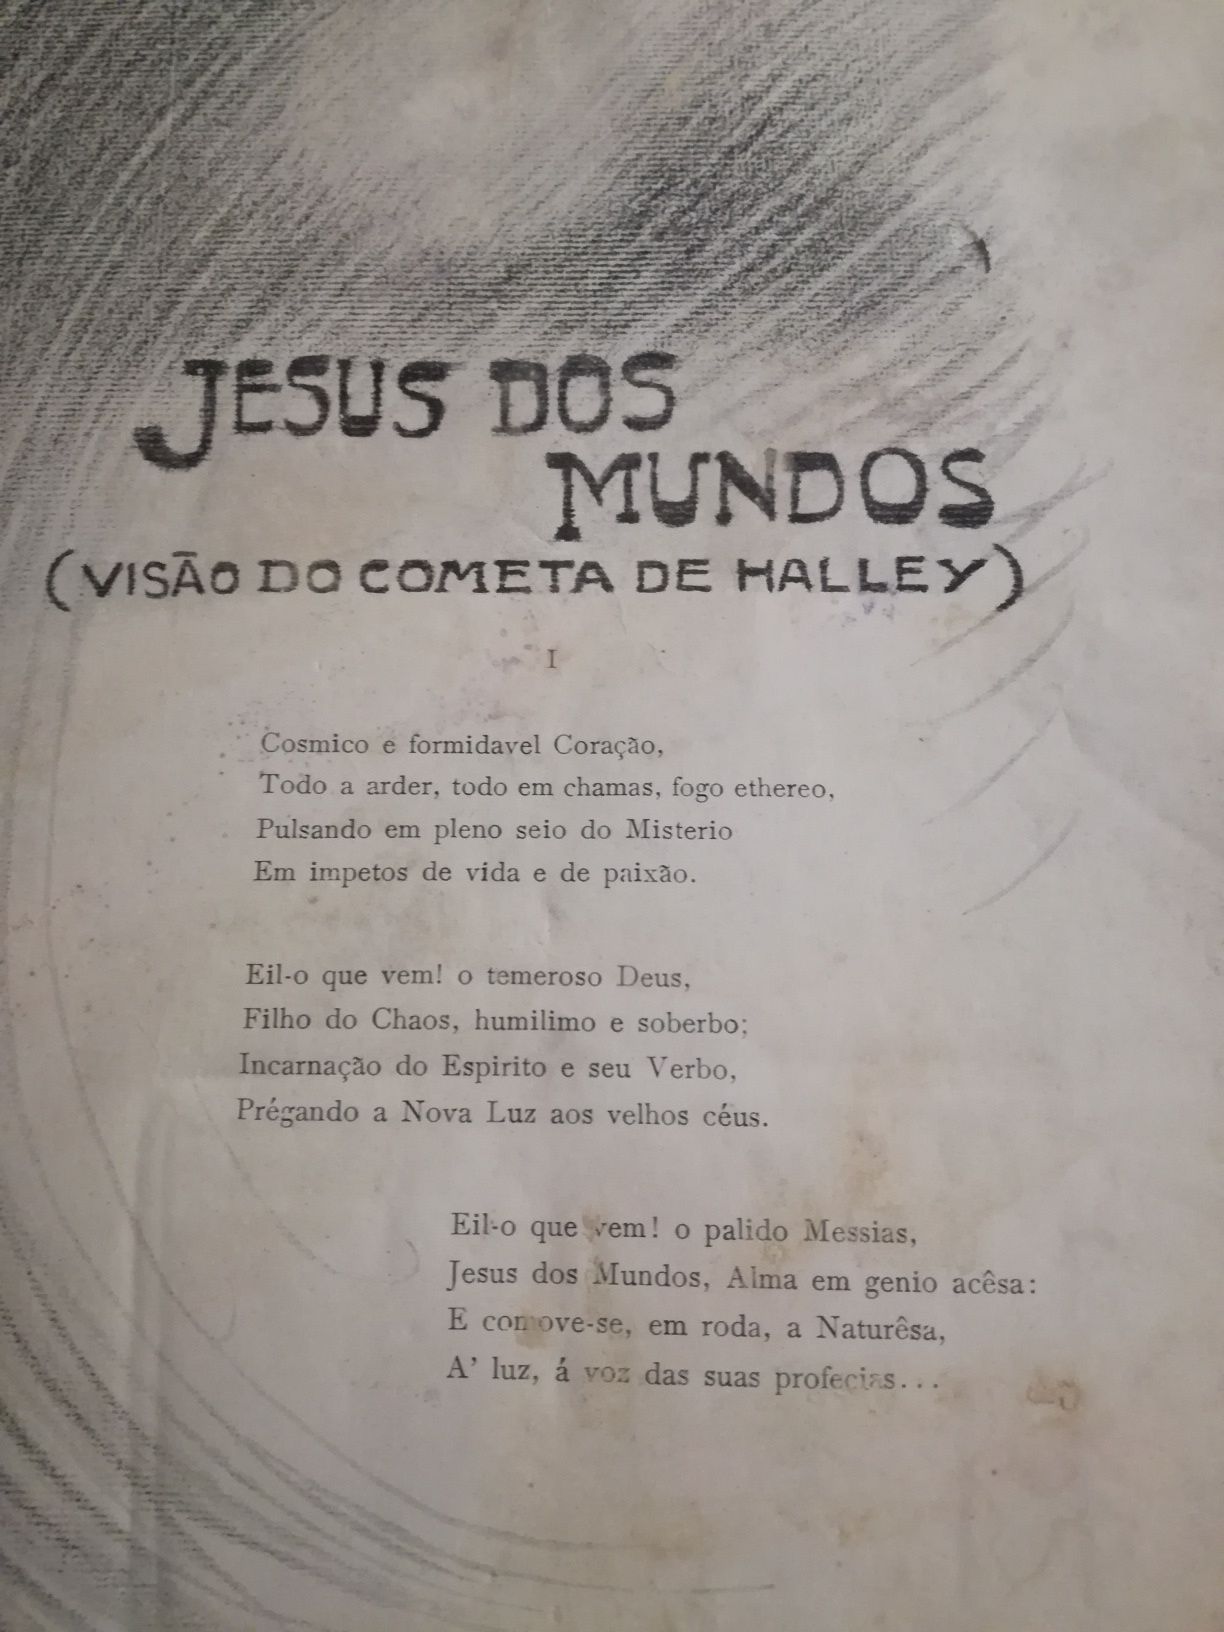 JESUS DOS
MUNDOS
(VISÃO DO COMETA DE HALLEY)
I
Cosmico e formidavel Coração,
Todo a arder, todo em chamas, fogo ethereo,
Pulsando em pleno seio do Misterio
Em impetos de vida e de paixão.
Eil-o que vem! o temeroso Deus,
Filho do Chaos, humilimo e soberbo;
Incarnação do Espirito e seu Verbo,
Prégando a Nova Luz aos velhos céus.
Eil-o que vem! o palido Messias,
Jesus dos Mundos, Alma em genio acêsa:
E comove-se, em roda, a Naturêsa,
A' luz, á voz das suas profecias...